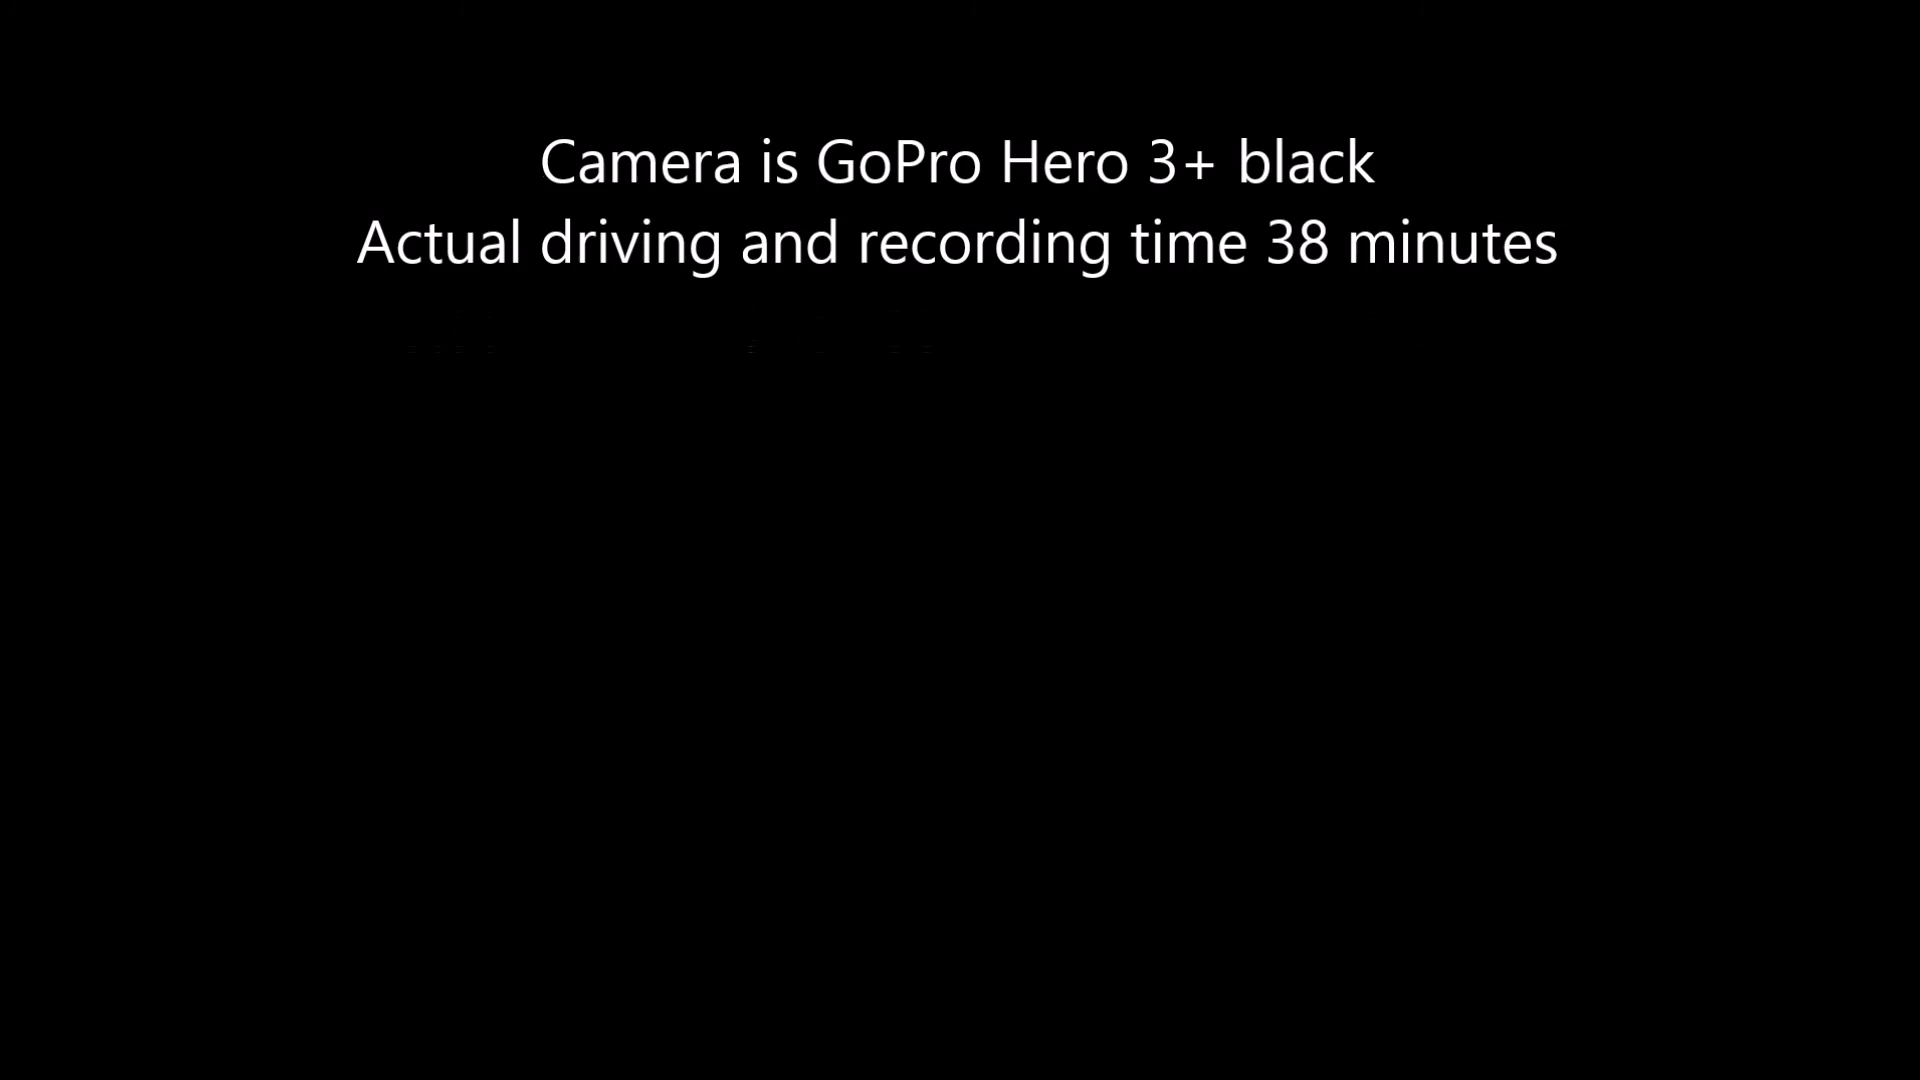 Camera is GoPro Hero 3+ black
Actual driving and recording time 38 minutes